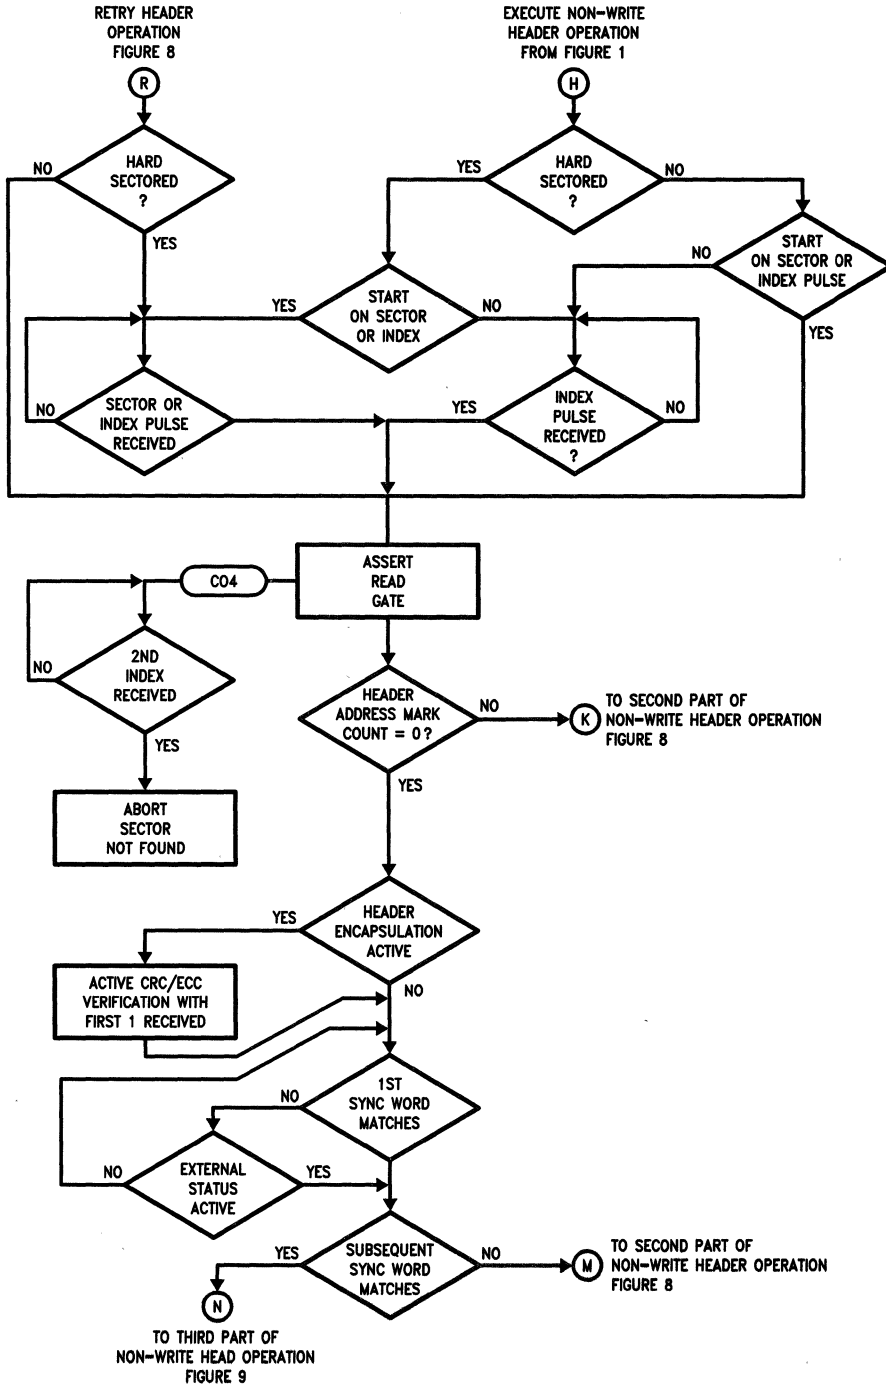 RETRY HEADER
OPERATION
FIGURE 8
R
EXECUTE NON-WRITE
HEADER OPERATION
FROM FIGURE 1
H
NO
HARD
SECTORED
?
YES
YES
HARD
SECTORED
?
NO
NO
START
ON SECTOR OR
INDEX PULSE
YES
YES
START
ON SECTOR
OR INDEX
NO
NO
SECTOR OR
INDEX PULSE
RECEIVED
YES
INDEX
PULSE
RECEIVED
?
NO
ASSERT
READ
GATE
CO4
NO
2ND
INDEX
RECEIVED
YES
ABORT
SECTOR
NOT FOUND
HEADER
ADDRESS MARK
COUNT = 0?
NO
K
TO SECOND PART OF
NON-WRITE HEADER OPERATION
FIGURE 8
YES
YES
HEADER
ENCAPSULATION
ACTIVE
NO
ACTIVE CRC/ECC
VERIFICATION WITH
FIRST 1 RECEIVED
1ST
SYNC WORD
MATCHES
NO
NO
EXTERNAL
STATUS
ACTIVE
YES
YES
SUBSEQUENT
SYNC WORD
MATCHES
NO
M
TO SECOND PART OF
NON-WRITE HEADER OPERATION
FIGURE 8
N
TO THIRD PART OF
NON-WRITE HEAD OPERATION
FIGURE 9